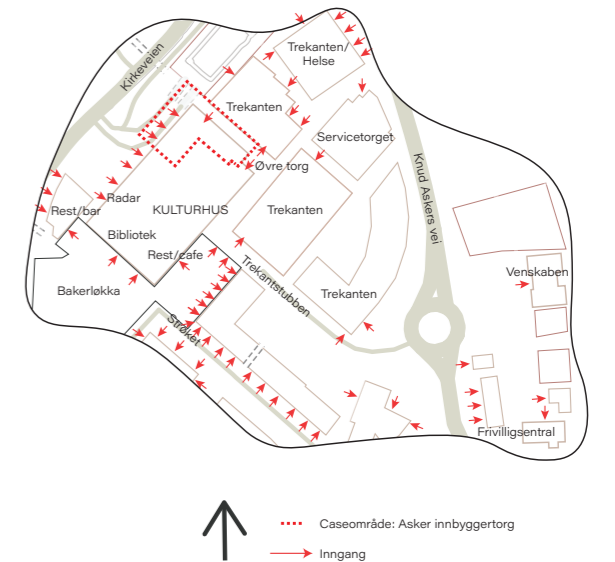 Trekanten/
Helse
Kirkeveien
Trekanten
Servicetorget
Øvre torg
Knud Askers vei
Radar
Rest/bar
KULTURHUS
Trekanten
Bibliotek
Rest/cafe
Trekantstubben
Venskaben
Bakerløkka
Trekanten
Strøket
Frivilligsentral
Caseområde: Asker innbyggertorg
Inngang